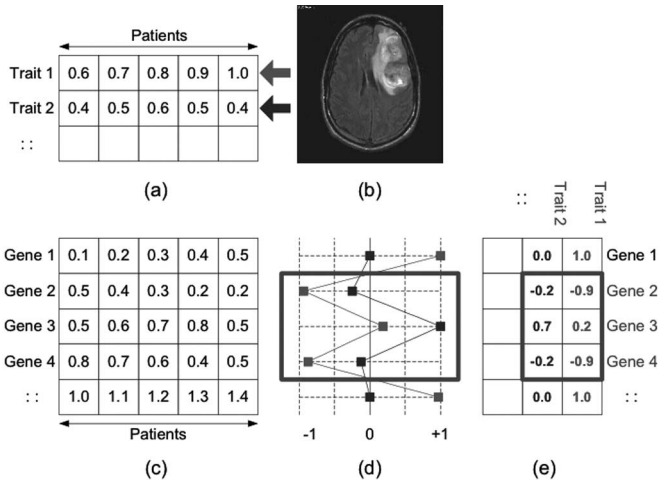 Patients
Trait 1 0.6 0.7 0.8 0.9 1.0
Trait 2 0.4 0.5 0.6 0.5 0.4
: :
(a) (b)
: : Trait 2 Trait 1
Gene 1 0.1 0.2 0.3 0.4 0.5
Gene 2 0.5 0.4 0.3 0.2 0.2
Gene 3 0.5 0.6 0.7 0.8 0.5
Gene 4 0.8 0.7 0.6 0.4 0.5
: : 1.0 1.1 1.2 1.3 1.4
Patients
(c)
-1 0 +1
(d)
0.0 1.0 Gene 1
-0.2 -0.9 Gene 2
0.7 0.2 Gene 3
-0.2 -0.9 Gene 4
0.0 1.0 : :
(e)